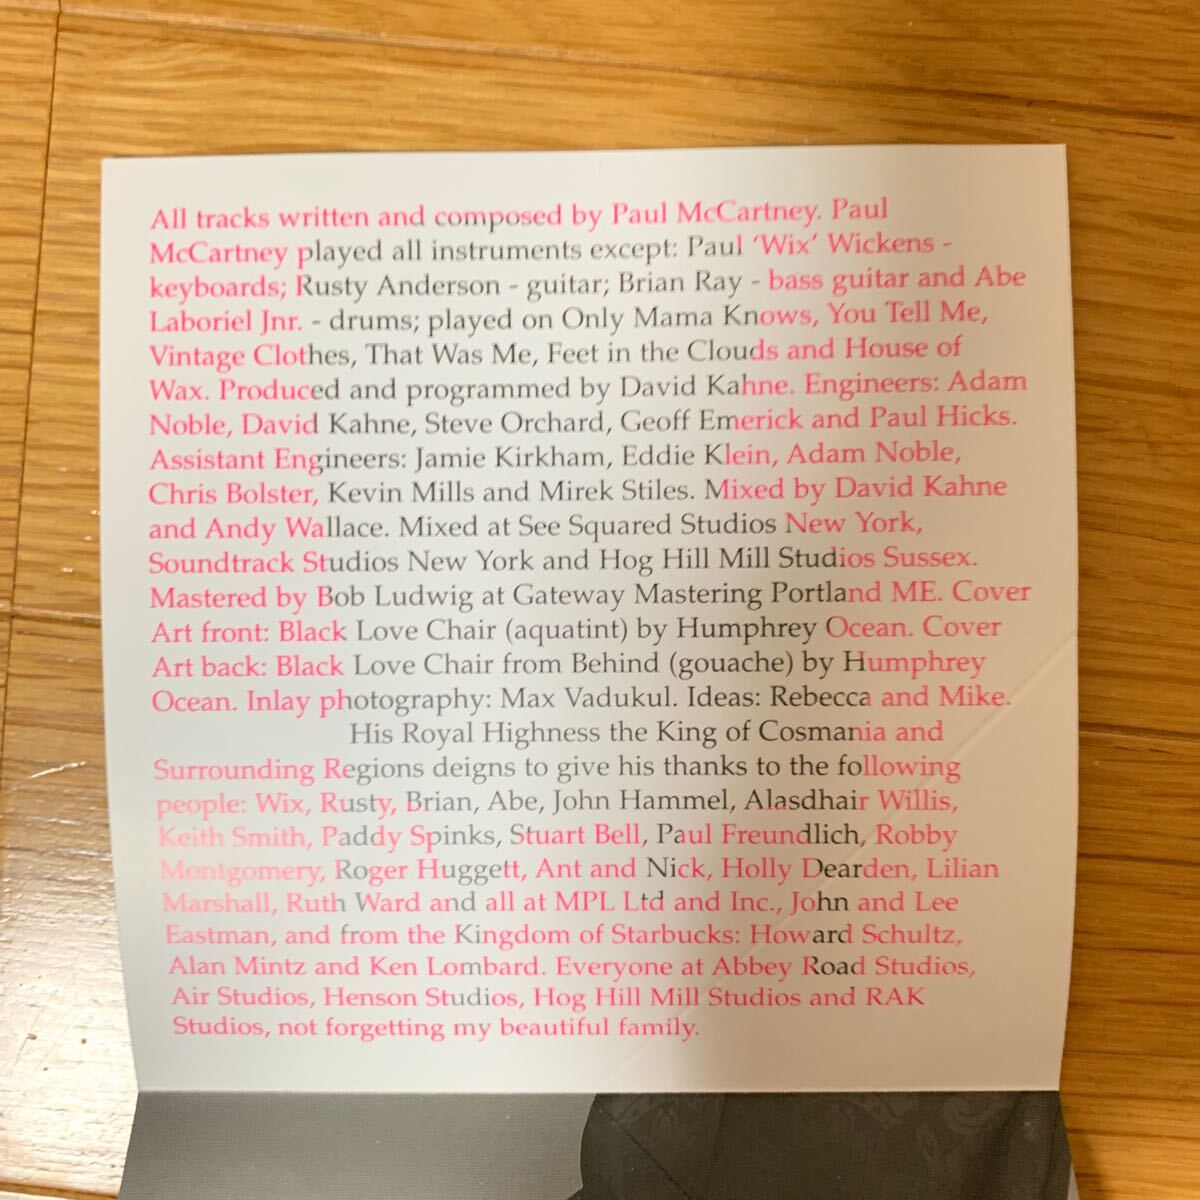 All tracks written and composed by Paul McCartney. Paul
McCartney played all instruments except: Paul ‘Wix’ Wickens -
keyboards; Rusty Anderson - guitar; Brian Ray - bass guitar and Abe
Laboriel Jnr. - drums; played on Only Mama Knows, You Tell Me,
Vintage Clothes, That Was Me, Feet in the Clouds and House of
Wax. Produced and programmed by David Kahne. Engineers: Adam
Noble, David Kahne, Steve Orchard, Geoff Emerick and Paul Hicks.
Assistant Engineers: Jamie Kirkham, Eddie Klein, Adam Noble,
Chris Bolster, Kevin Mills and Mirek Stiles. Mixed by David Kahne
and Andy Wallace. Mixed at See Squared Studios New York,
Soundtrack Studios New York and Hog Hill Mill Studios Sussex.
Mastered by Bob Ludwig at Gateway Mastering Portland ME. Cover
Art front: Black Love Chair (aquatint) by Humphrey Ocean. Cover
Art back: Black Love Chair from Behind (gouache) by Humphrey
Ocean. Inlay photography: Max Vadukul. Ideas: Rebecca and Mike.
His Royal Highness the King of Cosmania and
Surrounding Regions deigns to give his thanks to the following
people: Wix, Rusty, Brian, Abe, John Hammel, Alasdhair Willis,
Keith Smith, Paddy Spinks, Stuart Bell, Paul Freundlich, Robby
Montgomery, Roger Huggett, Ant and Nick, Holly Dearden, Lilian
Marshall, Ruth Ward and all at MPL Ltd and Inc., John and Lee
Eastman, and from the Kingdom of Starbucks: Howard Schultz,
Alan Mintz and Ken Lombard. Everyone at Abbey Road Studios,
Air Studios, Henson Studios, Hog Hill Mill Studios and RAK
Studios, not forgetting my beautiful family.